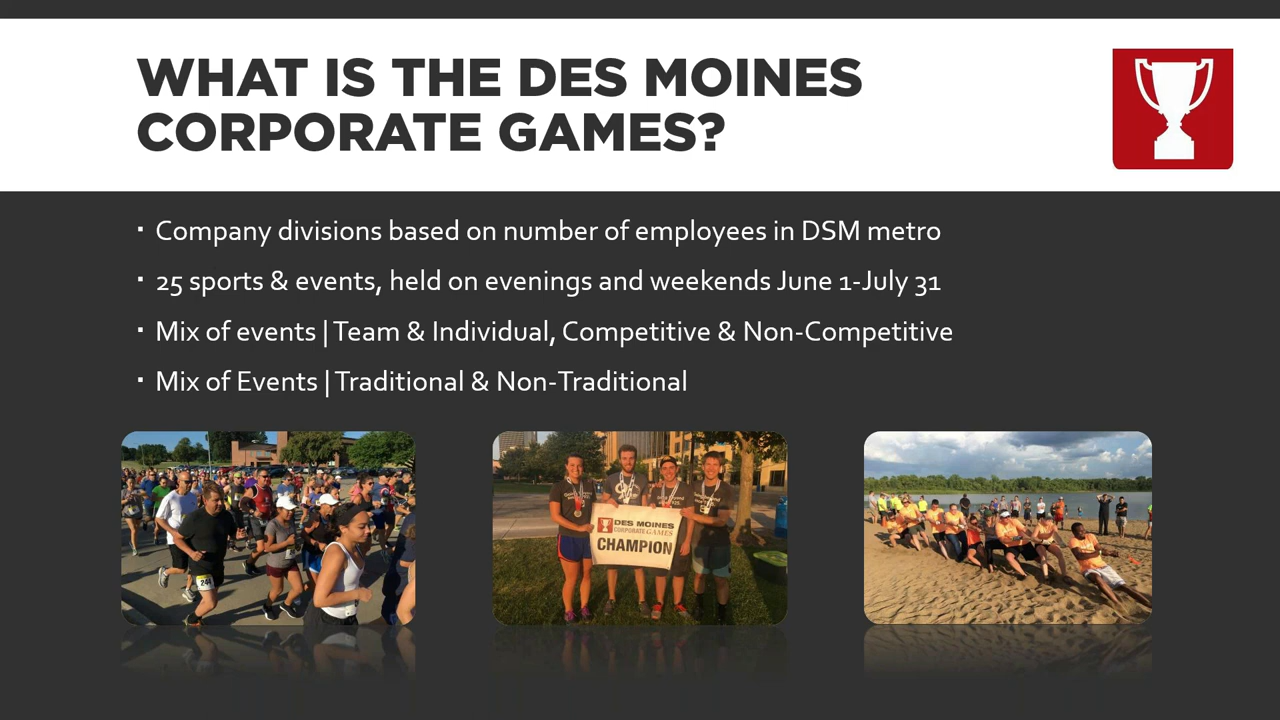 WHAT IS THE DES MOINES
CORPORATE GAMES?
▪ Company divisions based on number of employees in DSM metro
▪ 25 sports & events, held on evenings and weekends June 1-July 31
▪ Mix of events | Team & Individual, Competitive & Non-Competitive
▪ Mix of Events | Traditional & Non-Traditional
DES MOINES
CORPORATE GAMES
CHAMPION